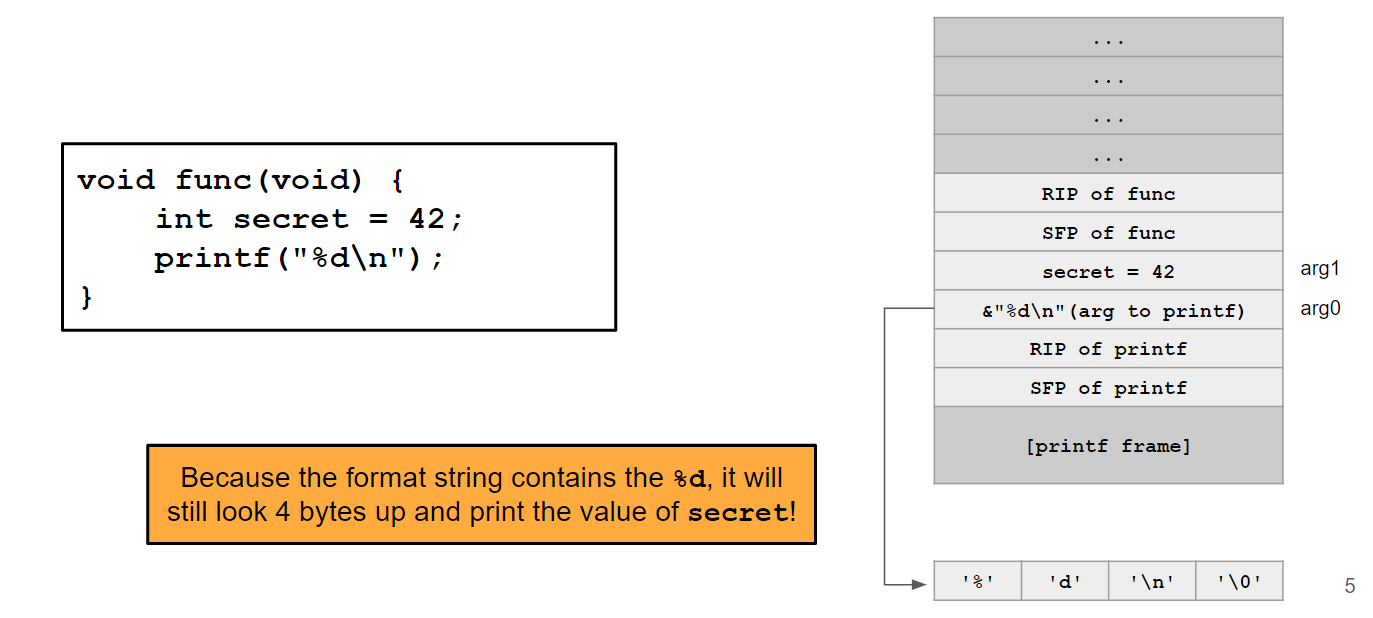 void func(void) {
    int secret = 42;
    printf("%d\n");
}
Because the format string contains the %d, it will
still look 4 bytes up and print the value of secret!
...
...
...
...
RIP of func
SFP of func
secret = 42 arg1
&"%d\n"(arg to printf) arg0
RIP of printf
SFP of printf
[printf frame]
'%' 'd' '\n' '\0'
5